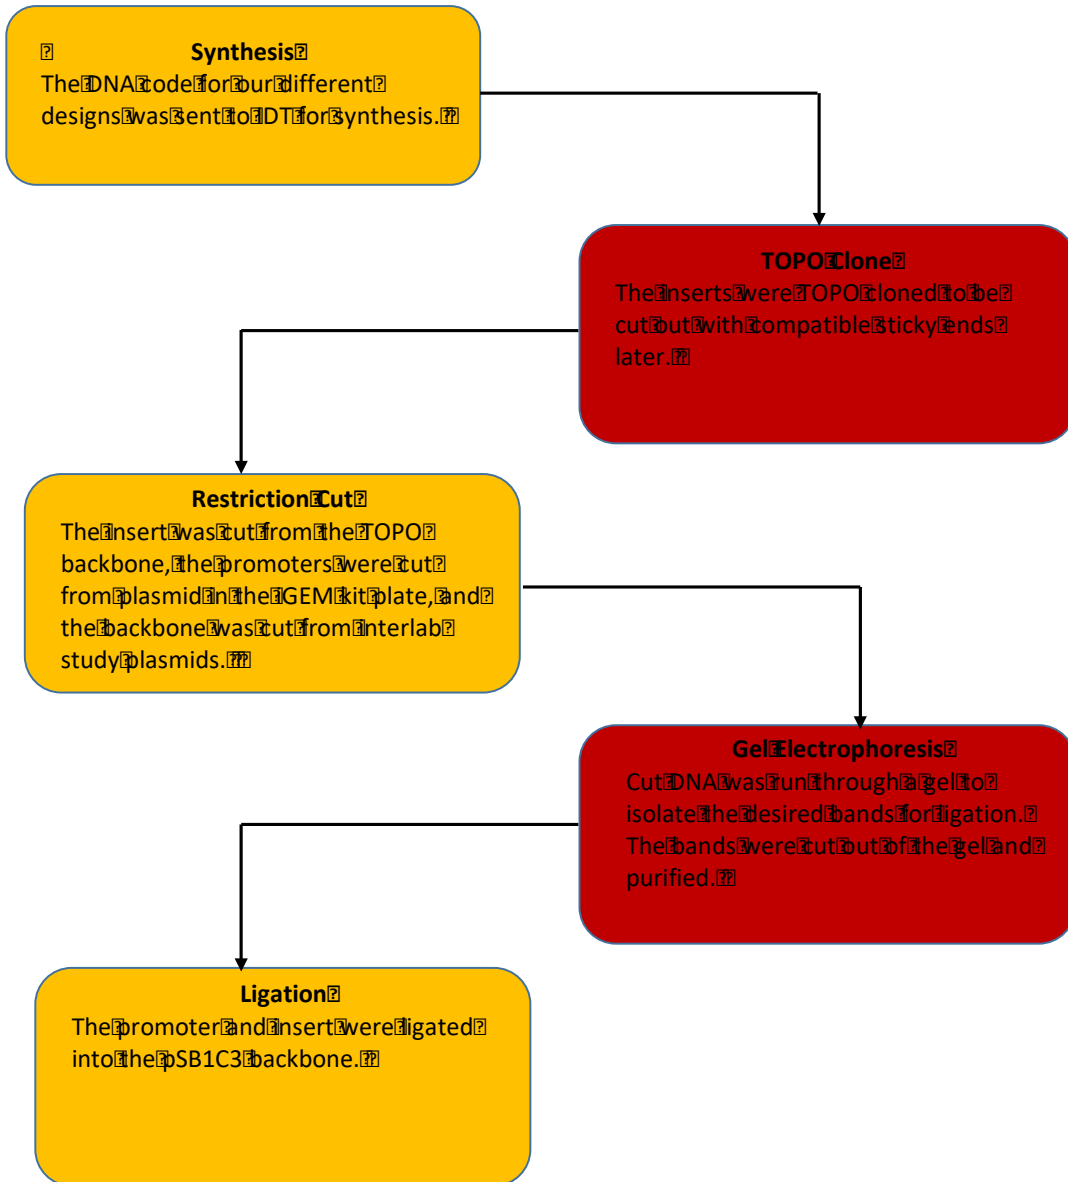 Synthesis
The DNA code for our different
designs was sent to IDT for synthesis.
TOPO Clone
The inserts were TOPO cloned to be
cut out with compatible sticky ends
later.
Restriction Cut
The insert was cut from the TOPO
backbone, the promoters were cut
from plasmid in the iGEM kit plate, and
the backbone was cut from interlab
study plasmids.
Gel Electrophoresis
Cut DNA was run through a gel to
isolate the desired bands for ligation.
The bands were cut out of the gel and
purified.
Ligation
The promoter and insert were ligated
into the pSB1C3 backbone.